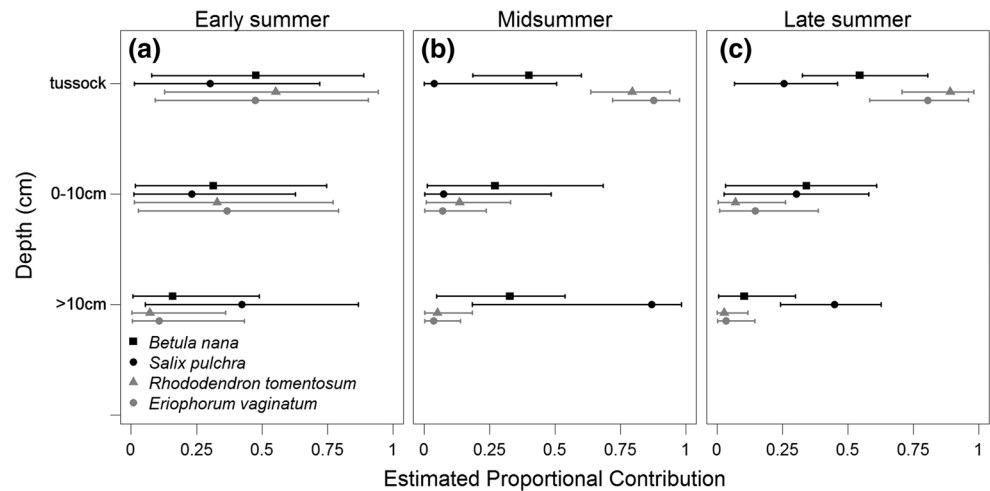 Early summer
Midsummer
Late summer
(a)
(b)
(c)
tussock
0-10cm
>10cm
Depth (cm)
Betula nana
Salix pulchra
Rhododendron tomentosum
Eriophorum vaginatum
0 0.25 0.5 0.75 1
0 0.25 0.5 0.75 1
0 0.25 0.5 0.75 1
Estimated Proportional Contribution